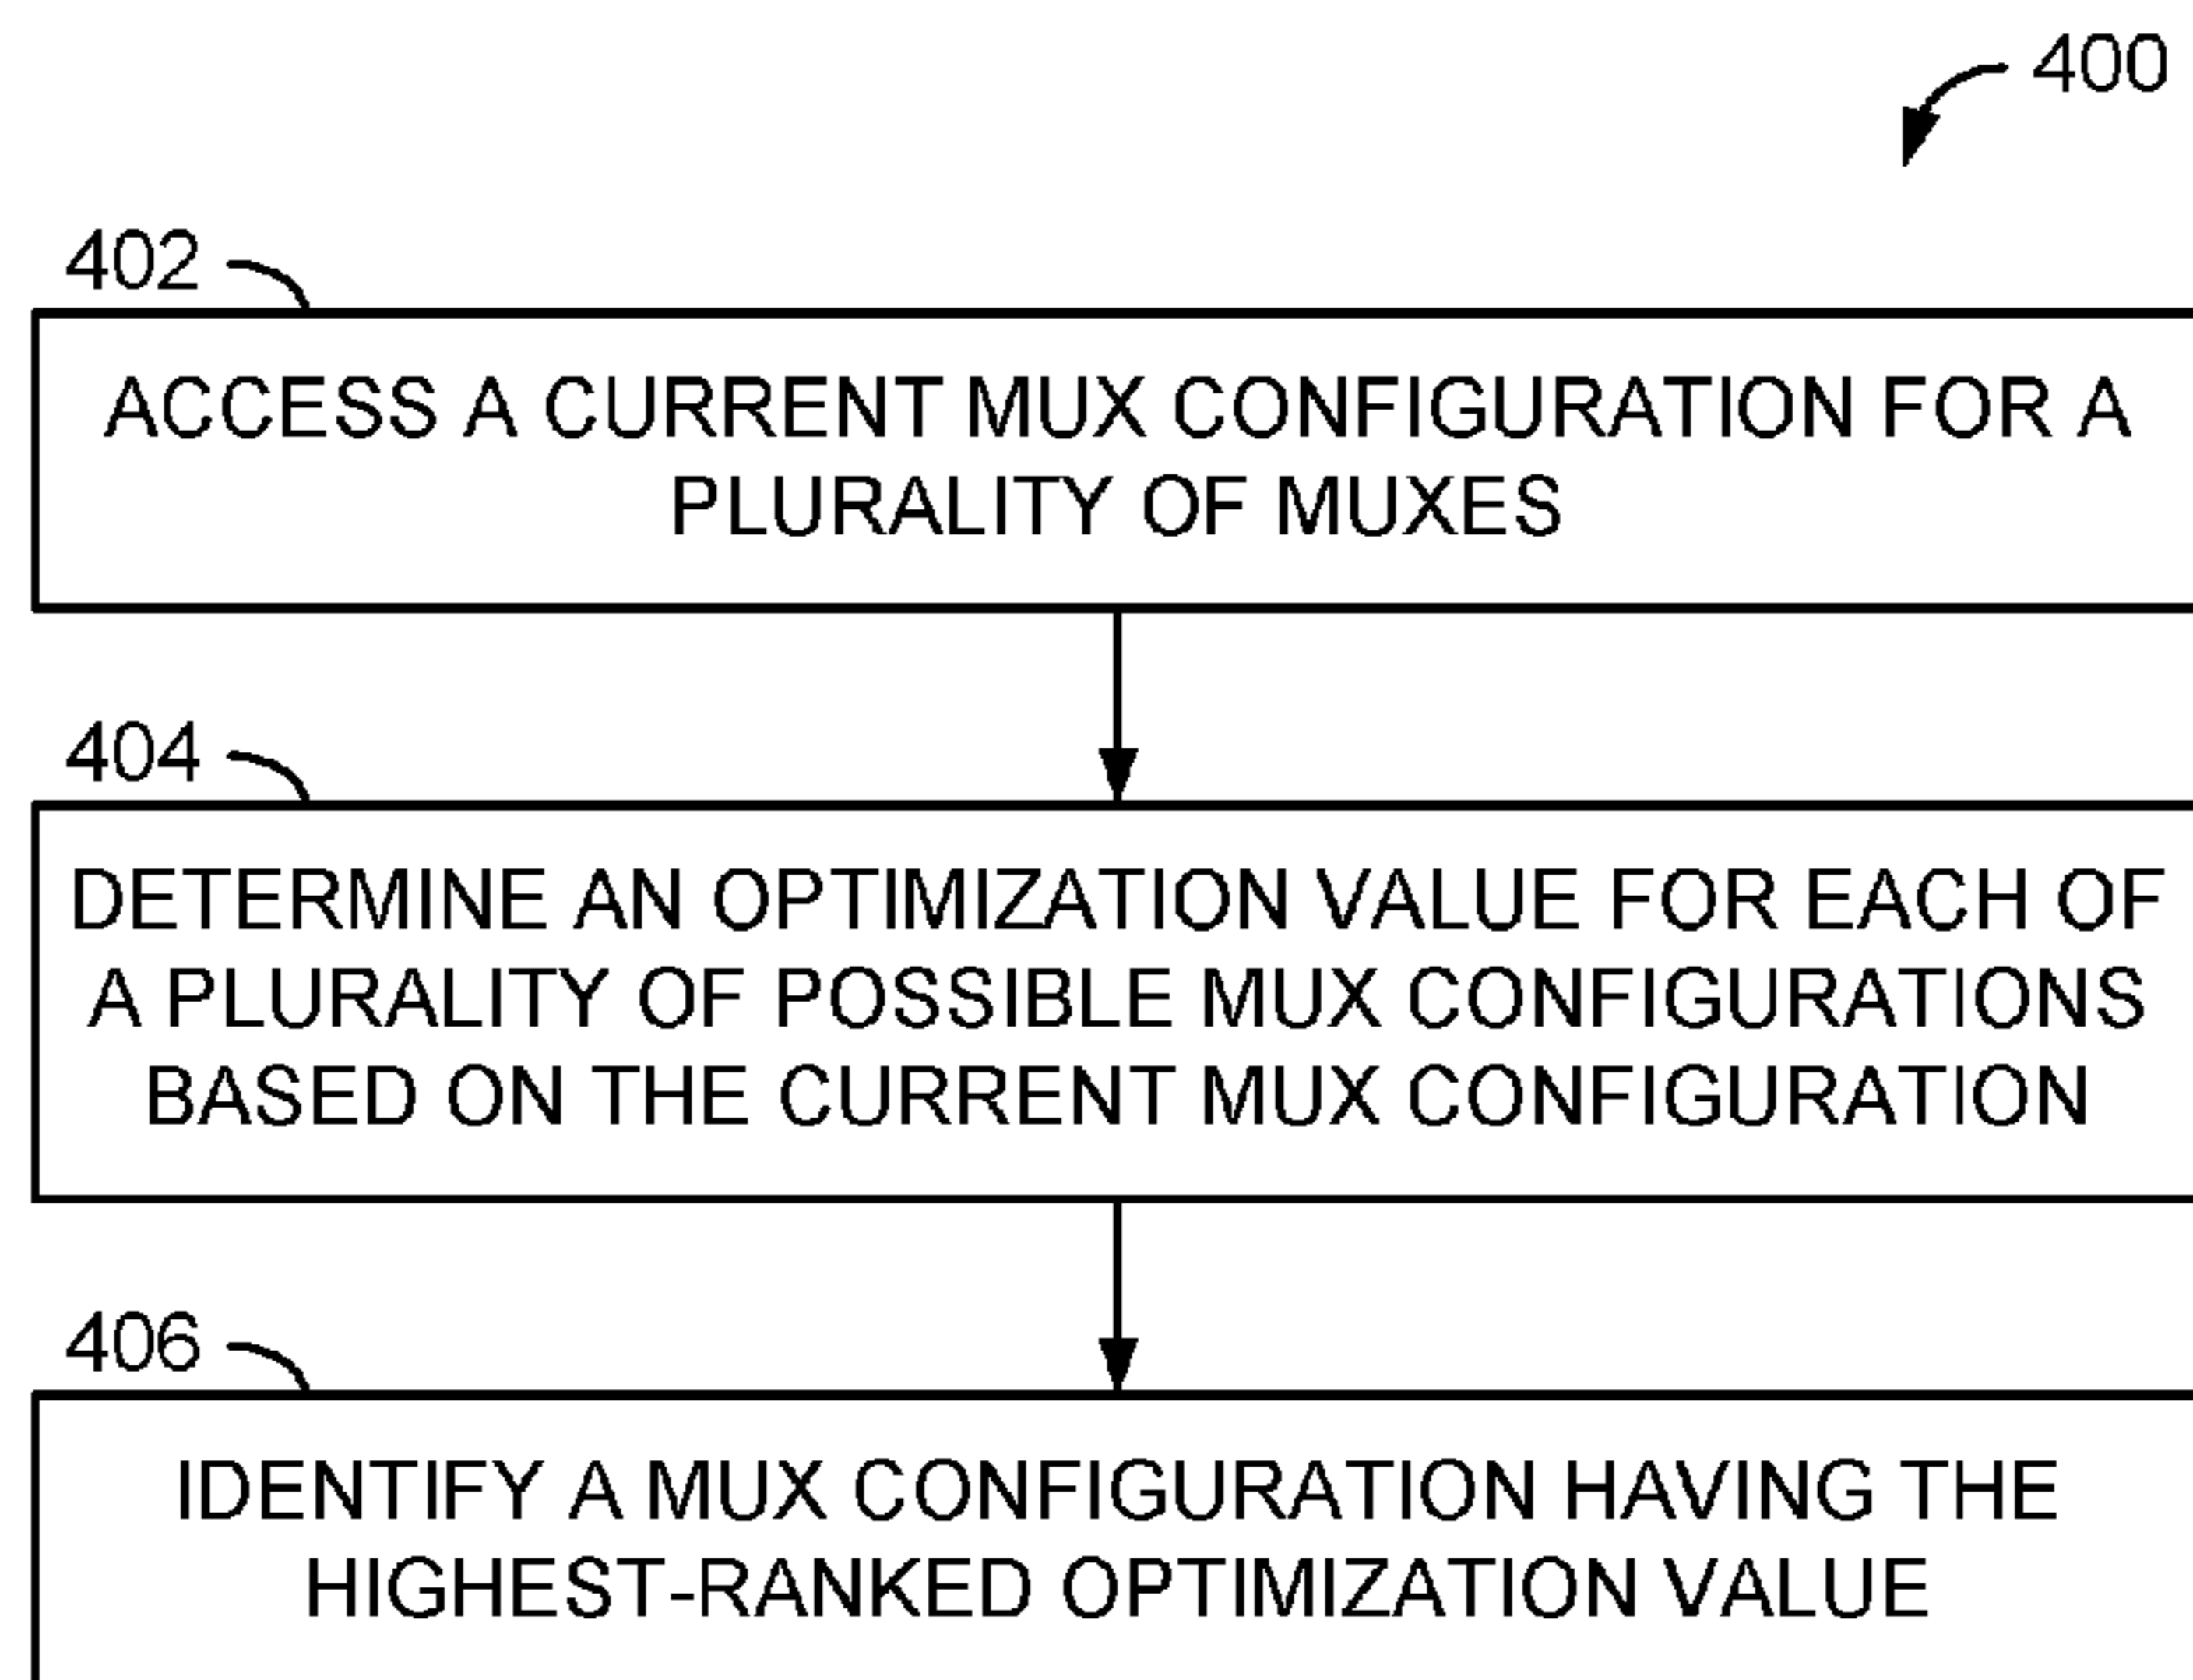 400
402
ACCESS A CURRENT MUX CONFIGURATION FOR A
PLURALITY OF MUXES
404
DETERMINE AN OPTIMIZATION VALUE FOR EACH OF
A PLURALITY OF POSSIBLE MUX CONFIGURATIONS
BASED ON THE CURRENT MUX CONFIGURATION
406
IDENTIFY A MUX CONFIGURATION HAVING THE
HIGHEST-RANKED OPTIMIZATION VALUE